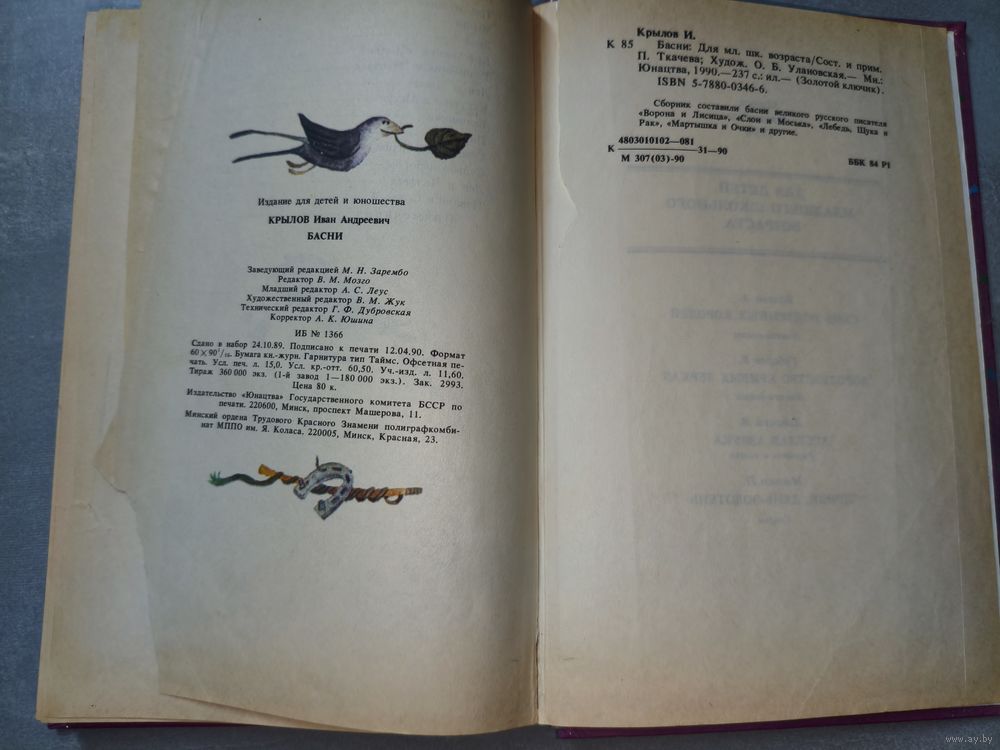 Издание для детей и юношества
КРЫЛОВ Иван Андреевич
БАСНИ
Заведующий редакцией М. Н. Зарембо
Редактор В. М. Мозго
Младший редактор А. С. Леус
Художественный редактор В. М. Жук
Технический редактор Г. Ф. Дубровская
Корректор А. К. Юшина
ИБ № 1366
Сдано в набор 24.10.89. Подписано к печати 12.04.90. Формат
60×90¹/₁₆. Бумага кн.-журн. Гарнитура тип Таймс. Офсетная пе-
чать. Усл. печ. л. 15,0. Усл. кр.-отт. 60,50. Уч.-изд. л. 11,60.
Тираж 360 000 экз. (1-й завод 1—180 000 экз.). Зак. 2993.
Цена 80 к.
Издательство «Юнацтва» Государственного комитета БССР по
печати. 220600, Минск, проспект Машерова, 11.
Минский ордена Трудового Красного Знамени полиграфкомби-
нат МППО им. Я. Коласа. 220005, Минск, Красная, 23.
Крылов И.
К 85 Басни: Для мл. шк. возраста/Сост. и прим.
П. Ткачева; Худож. О. Б. Улановская.— Мн.:
Юнацтва, 1990.—237 с.: ил.— (Золотой ключик).
ISBN 5-7880-0346-6.
Сборник составили басни великого русского писателя
«Ворона и Лисица», «Слон и Моська», «Лебедь, Щука и
Рак», «Мартышка и Очки» и другие.
4803010102—081
К 31—90
М 307(03)-90
ББК 84 Р1
www.ay.by